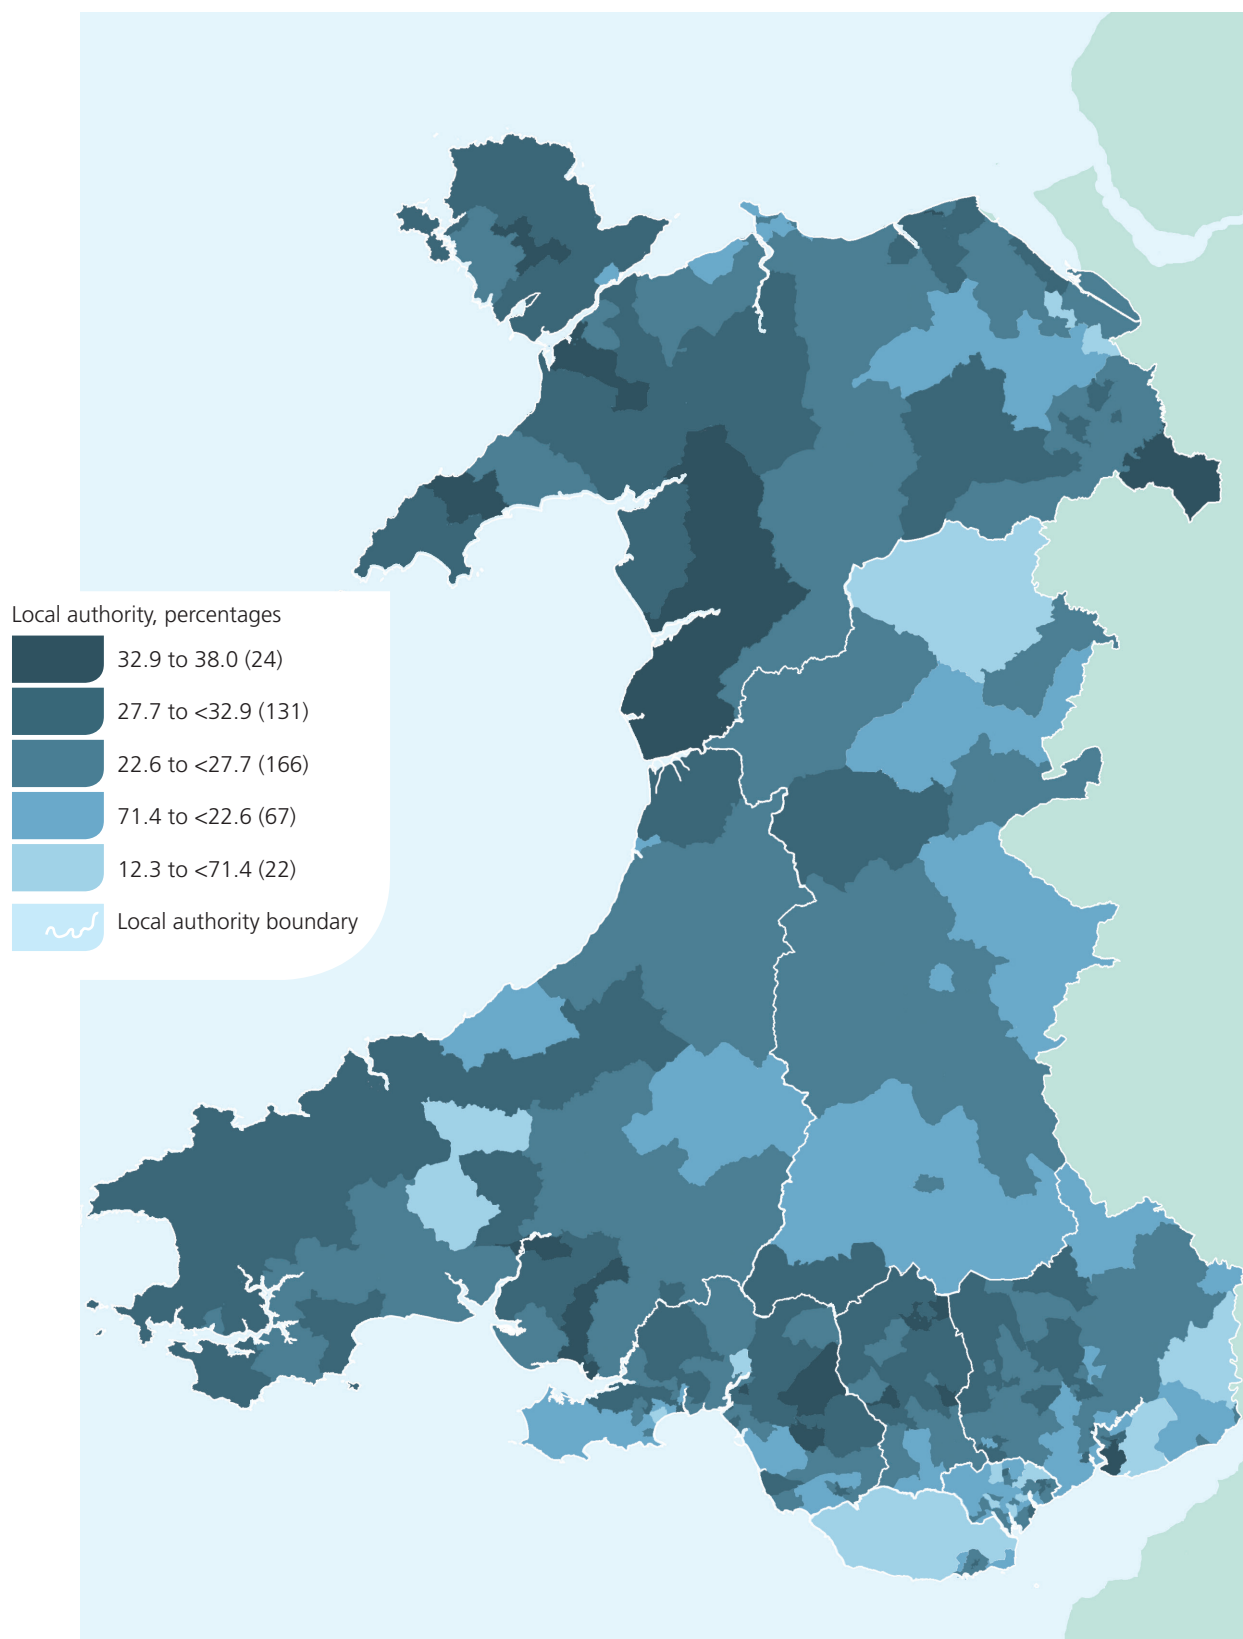 Local authority, percentages
32.9 to 38.0 (24)
27.7 to <32.9 (131)
22.6 to <27.7 (166)
71.4 to <22.6 (67)
12.3 to <71.4 (22)
Local authority boundary